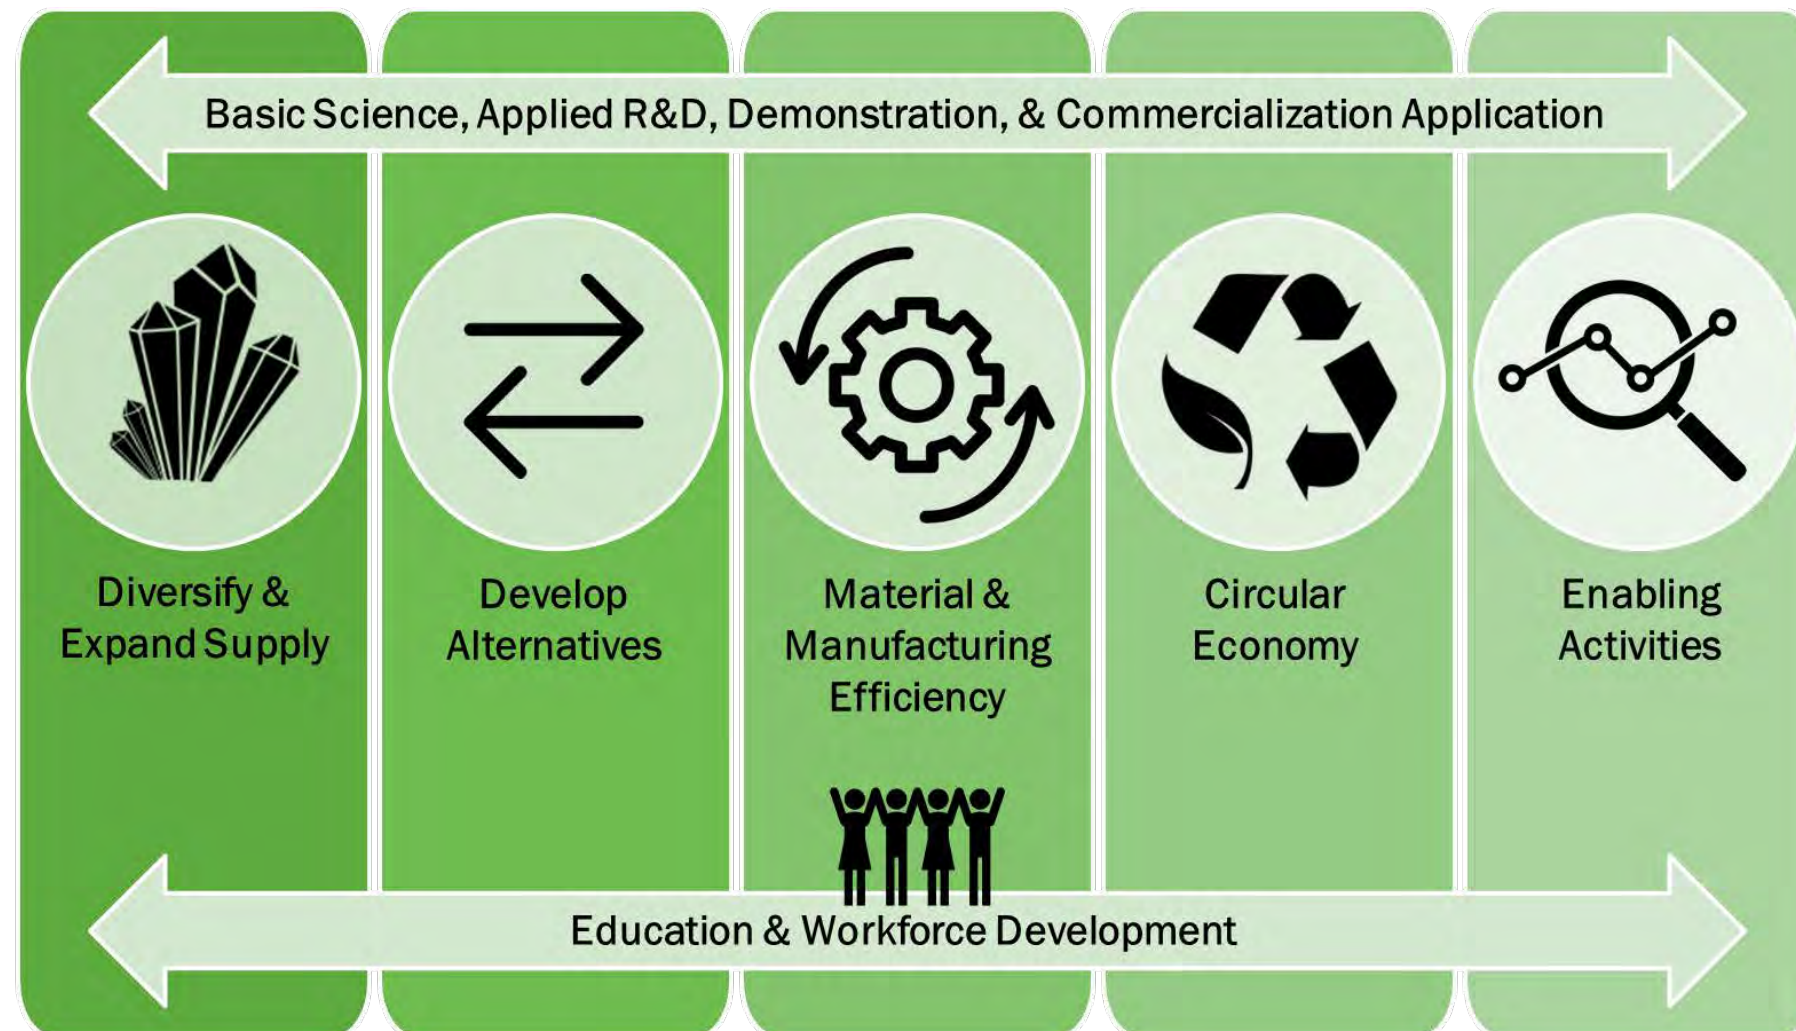 Basic Science, Applied R&D, Demonstration, & Commercialization Application
Diversify &
Expand Supply
Develop
Alternatives
Material &
Manufacturing
Efficiency
Circular
Economy
Enabling
Activities
Education & Workforce Development